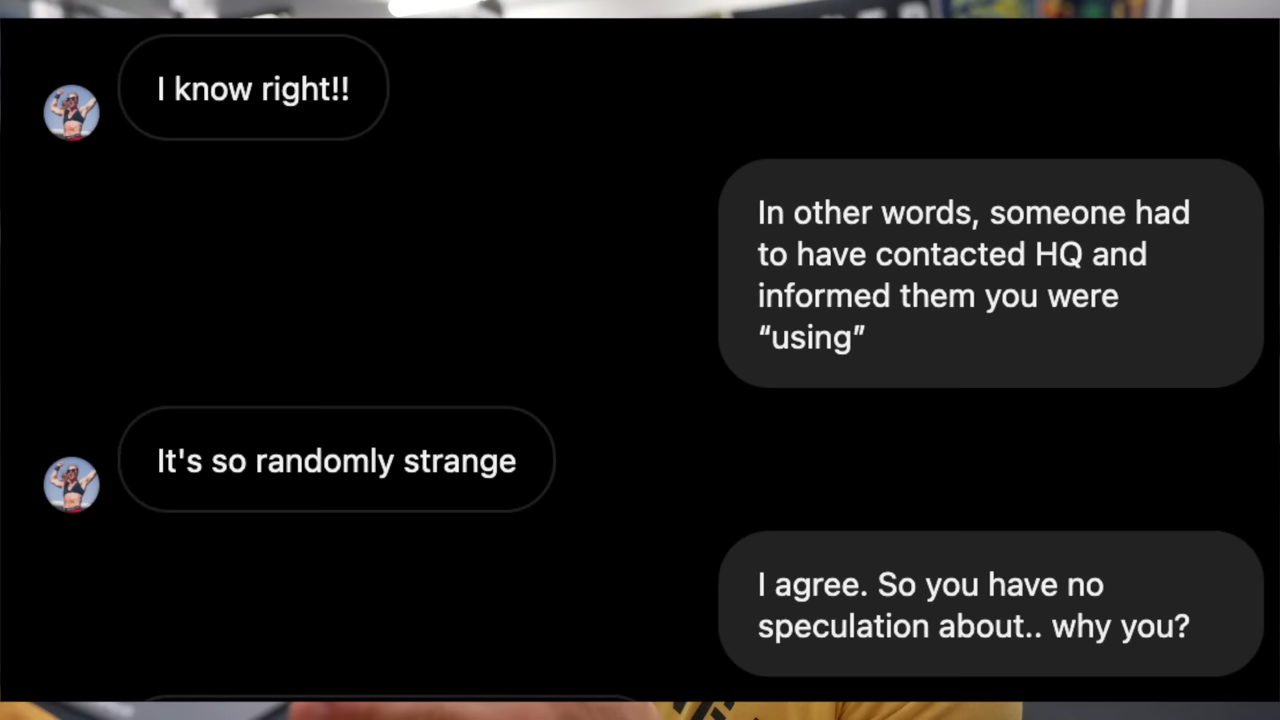 I know right!!
In other words, someone had
to have contacted HQ and
informed them you were
“using”
It's so randomly strange
I agree. So you have no
speculation about.. why you?